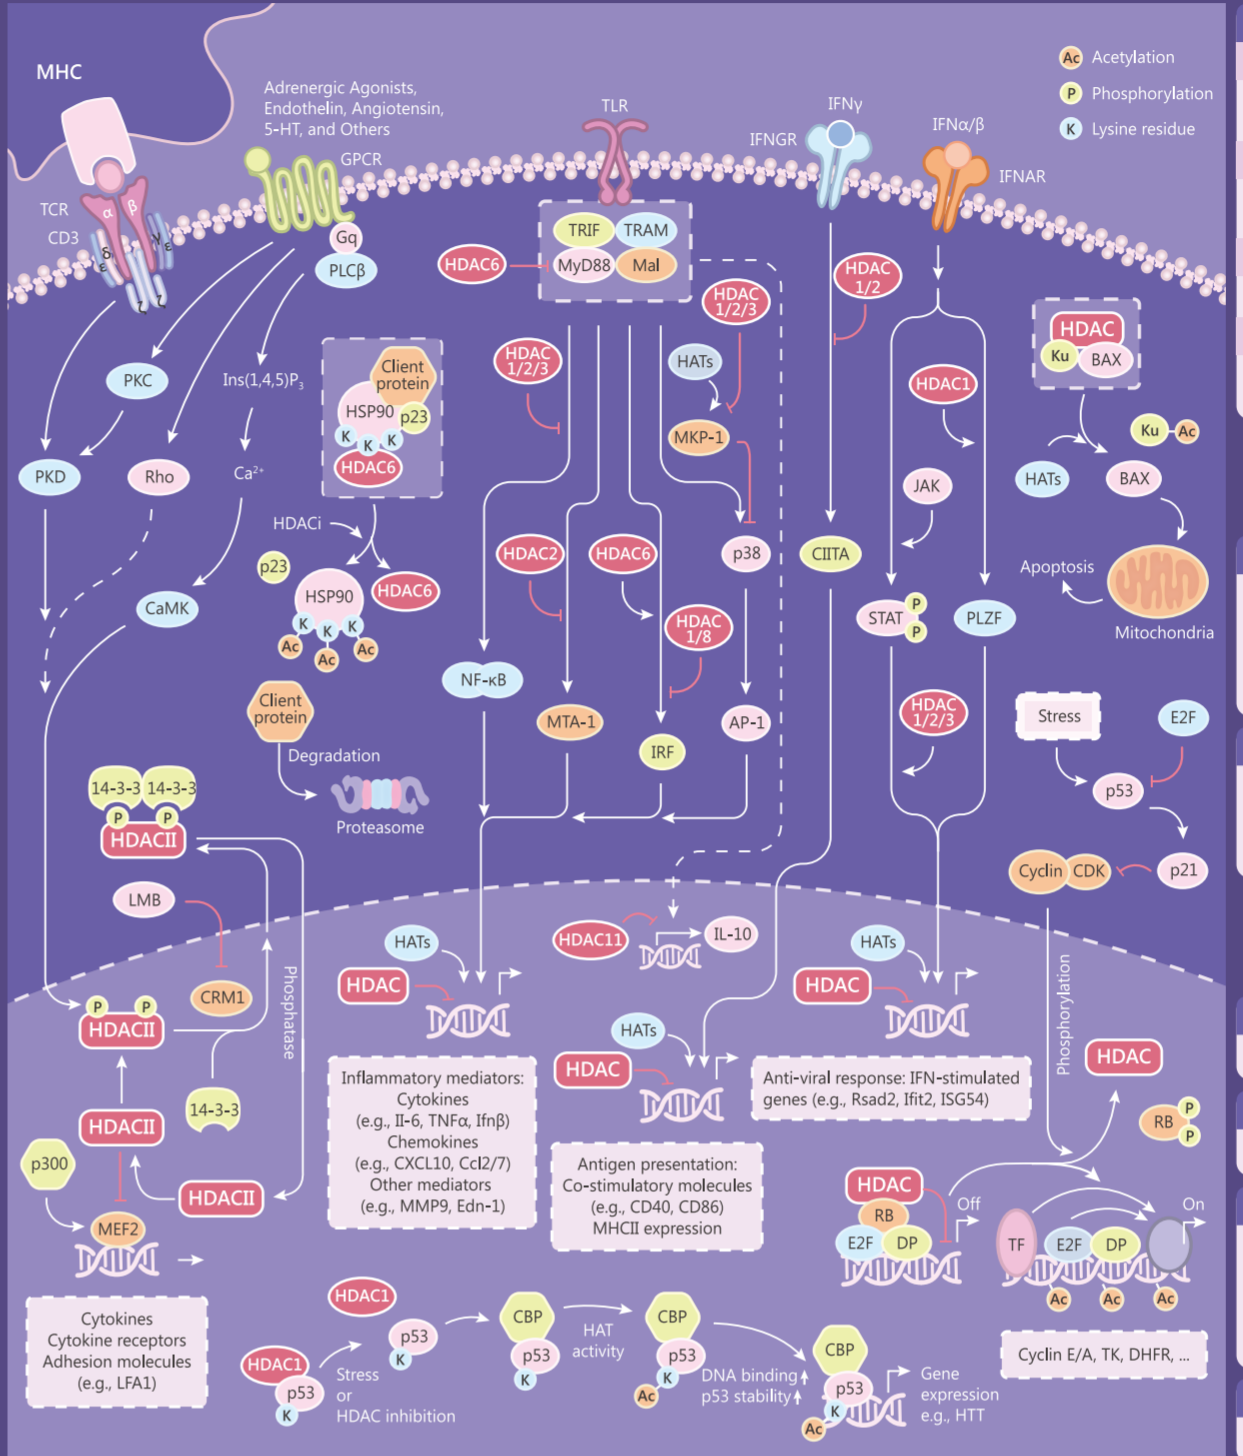 MHC
Adrenergic Agonists,
Endothelin, Angiotensin,
5-HT, and Others
GPCR
TLR
IFNγ
IFNGR
IFNα/β
IFNAR
Ac Acetylation
P Phosphorylation
K Lysine residue
TCR
CD3
α
β
δ
ε
γ
ε
ζ
ζ
Gq
PLCβ
HDAC6
TRIF
TRAM
MyD88
Mal
HDAC
1/2/3
HDAC
1/2
HDAC
Ku
BAX
PKC
Ins(1,4,5)P3
Client
protein
HSP90
p23
K
K
K
HDAC6
HDAC
1/2/3
HATs
MKP-1
HDAC1
Ku
Ac
PKD
Rho
Ca2+
JAK
HATs
BAX
HDACi
p23
HSP90
HDAC6
K
K
K
Ac
Ac
Ac
HDAC2
HDAC6
p38
CIITA
Apoptosis
Mitochondria
CaMK
HDAC
1/8
STAT
P
P
PLZF
NF-κB
Client
protein
Degradation
Proteasome
MTA-1
IRF
AP-1
HDAC
1/2/3
Stress
E2F
p53
14-3-3
14-3-3
P
P
HDACII
Cyclin
CDK
p21
LMB
CRM1
Phosphatase
HATs
HDAC
HDAC11
IL-10
HATs
HDAC
Phosphorylation
P
P
HDACII
HATs
HDAC
HDAC
14-3-3
HDACII
p300
HDACII
MEF2
Inflammatory mediators:
Cytokines
(e.g., Il-6, TNFα, Ifnβ)
Chemokines
(e.g., CXCL10, Ccl2/7)
Other mediators
(e.g., MMP9, Edn-1)
Anti-viral response: IFN-stimulated
genes (e.g., Rsad2, Ifit2, ISG54)
Antigen presentation:
Co-stimulatory molecules
(e.g., CD40, CD86)
MHCII expression
RB
P
P
HDAC
RB
E2F
DP
Off
TF
E2F
DP
On
Ac
Ac
Ac
Cytokines
Cytokine receptors
Adhesion molecules
(e.g., LFA1)
HDAC1
HDAC1
p53
K
Stress
or
HDAC inhibition
p53
K
CBP
p53
K
HAT
activity
CBP
p53
K
Ac
DNA binding
p53 stability
CBP
p53
K
Ac
Gene
expression
e.g., HTT
Cyclin E/A, TK, DHFR, ...